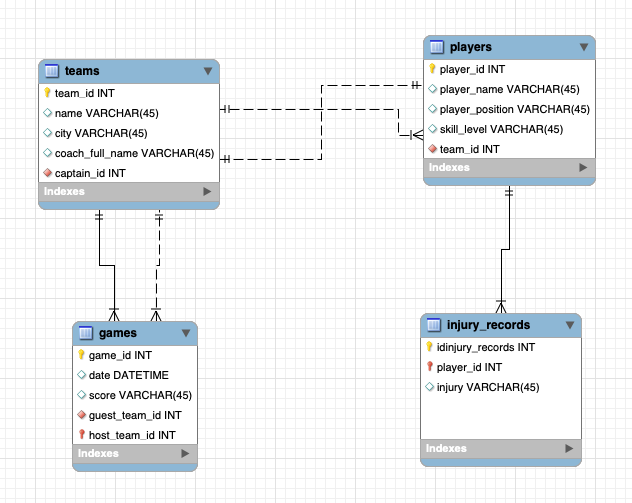 teams
team_id INT
name VARCHAR(45)
city VARCHAR(45)
coach_full_name VARCHAR(45)
captain_id INT
Indexes
players
player_id INT
player_name VARCHAR(45)
player_position VARCHAR(45)
skill_level VARCHAR(45)
team_id INT
Indexes
games
game_id INT
date DATETIME
score VARCHAR(45)
guest_team_id INT
host_team_id INT
Indexes
injury_records
idinjury_records INT
player_id INT
injury VARCHAR(45)
Indexes